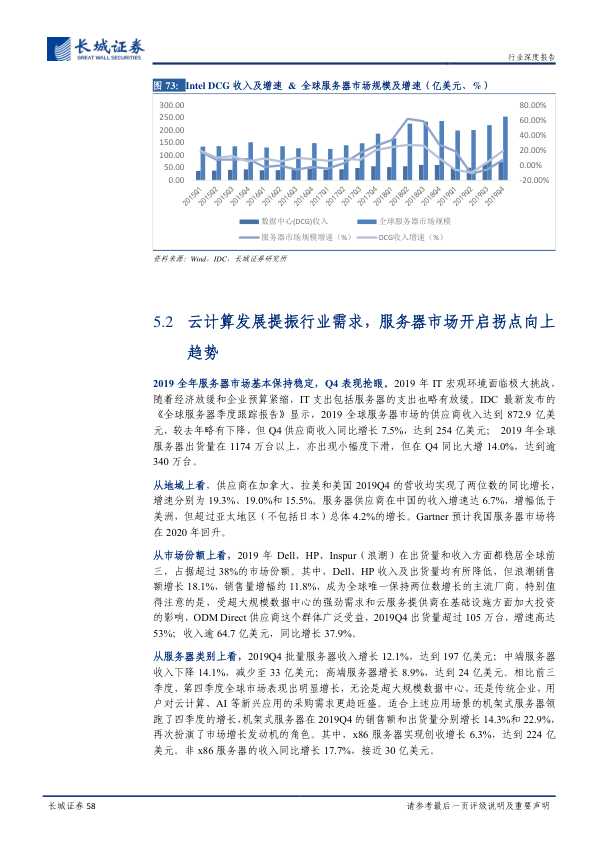 长城证券
GREAT WALL SECURITIES
行业深度报告
图 73: Intel DCG 收入及增速 & 全球服务器市场规模及增速（亿美元、%）
300.00
250.00
200.00
150.00
100.00
50.00
0.00
80.00%
60.00%
40.00%
20.00%
0.00%
-20.00%
2015Q1
2015Q2
2015Q3
2015Q4
2016Q1
2016Q2
2016Q3
2016Q4
2017Q1
2017Q2
2017Q3
2017Q4
2018Q1
2018Q2
2018Q3
2018Q4
2019Q1
2019Q2
2019Q3
2019Q4
数据中心(DCG)收入
全球服务器市场规模
服务器市场规模增速（%）
DCG收入增速（%）
资料来源：Wind，IDC，长城证券研究所
5.2 云计算发展提振行业需求，服务器市场开启拐点向上
趋势
2019 全年服务器市场基本保持稳定，Q4 表现抢眼。2019 年 IT 宏观环境面临极大挑战，
随着经济放缓和企业预算紧缩，IT 支出包括服务器的支出也略有放缓。IDC 最新发布的
《全球服务器季度跟踪报告》显示，2019 全球服务器市场的供应商收入达到 872.9 亿美
元，较去年略有下降，但 Q4 供应商收入同比增长 7.5%，达到 254 亿美元； 2019 年全球
服务器出货量在 1174 万台以上，亦出现小幅度下滑，但在 Q4 同比大增 14.0%，达到逾
340 万台。
从地域上看，供应商在加拿大、拉美和美国 2019Q4 的营收均实现了两位数的同比增长，
增速分别为 19.3%、19.0%和 15.5%。服务器供应商在中国的收入增速达 6.7%，增幅低于
美洲，但超过亚太地区（不包括日本）总体 4.2%的增长。Gartner 预计我国服务器市场将
在 2020 年回升。
从市场份额上看，2019 年 Dell、HP、Inspur（浪潮）在出货量和收入方面都稳居全球前
三，占据超过 38%的市场份额。其中，Dell、HP 收入及出货量均有所降低，但浪潮销售
额增长 18.1%，销售量增幅约 11.8%，成为全球唯一保持两位数增长的主流厂商。特别值
得注意的是，受超大规模数据中心的强劲需求和云服务提供商在基础设施方面加大投资
的影响，ODM Direct 供应商这个群体广泛受益，2019Q4 出货量超过 105 万台，增速高达
53%；收入逾 64.7 亿美元，同比增长 37.9%。
从服务器类别上看，2019Q4 批量服务器收入增长 12.1%，达到 197 亿美元；中端服务器
收入下降 14.1%，减少至 33 亿美元；高端服务器增长 8.9%，达到 24 亿美元。相比前三
季度，第四季度全球市场表现出明显增长，无论是超大规模数据中心，还是传统企业，用
户对云计算、AI 等新兴应用的采购需求更趋旺盛。适合上述应用场景的机架式服务器领
跑了四季度的增长，机架式服务器在 2019Q4 的销售额和出货量分别增长 14.3%和 22.9%，
再次扮演了市场增长发动机的角色。其中，x86 服务器实现创收增长 6.3%，达到 224 亿
美元。非 x86 服务器的收入同比增长 17.7%，接近 30 亿美元。
长城证券 58
请参考最后一页评级说明及重要声明